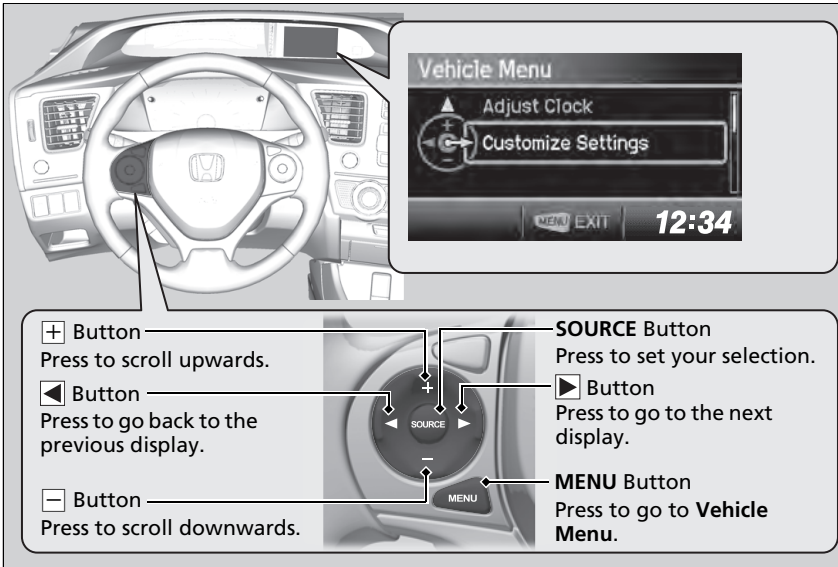 Vehicle Menu
Adjust Clock
+
Customize Settings
−
MENU EXIT
12:34
+ Button
Press to scroll upwards.
◀ Button
Press to go back to the
previous display.
− Button
Press to scroll downwards.
+
◀ SOURCE ▶
−
MENU
SOURCE Button
Press to set your selection.
▶ Button
Press to go to the next
display.
MENU Button
Press to go to Vehicle
Menu.